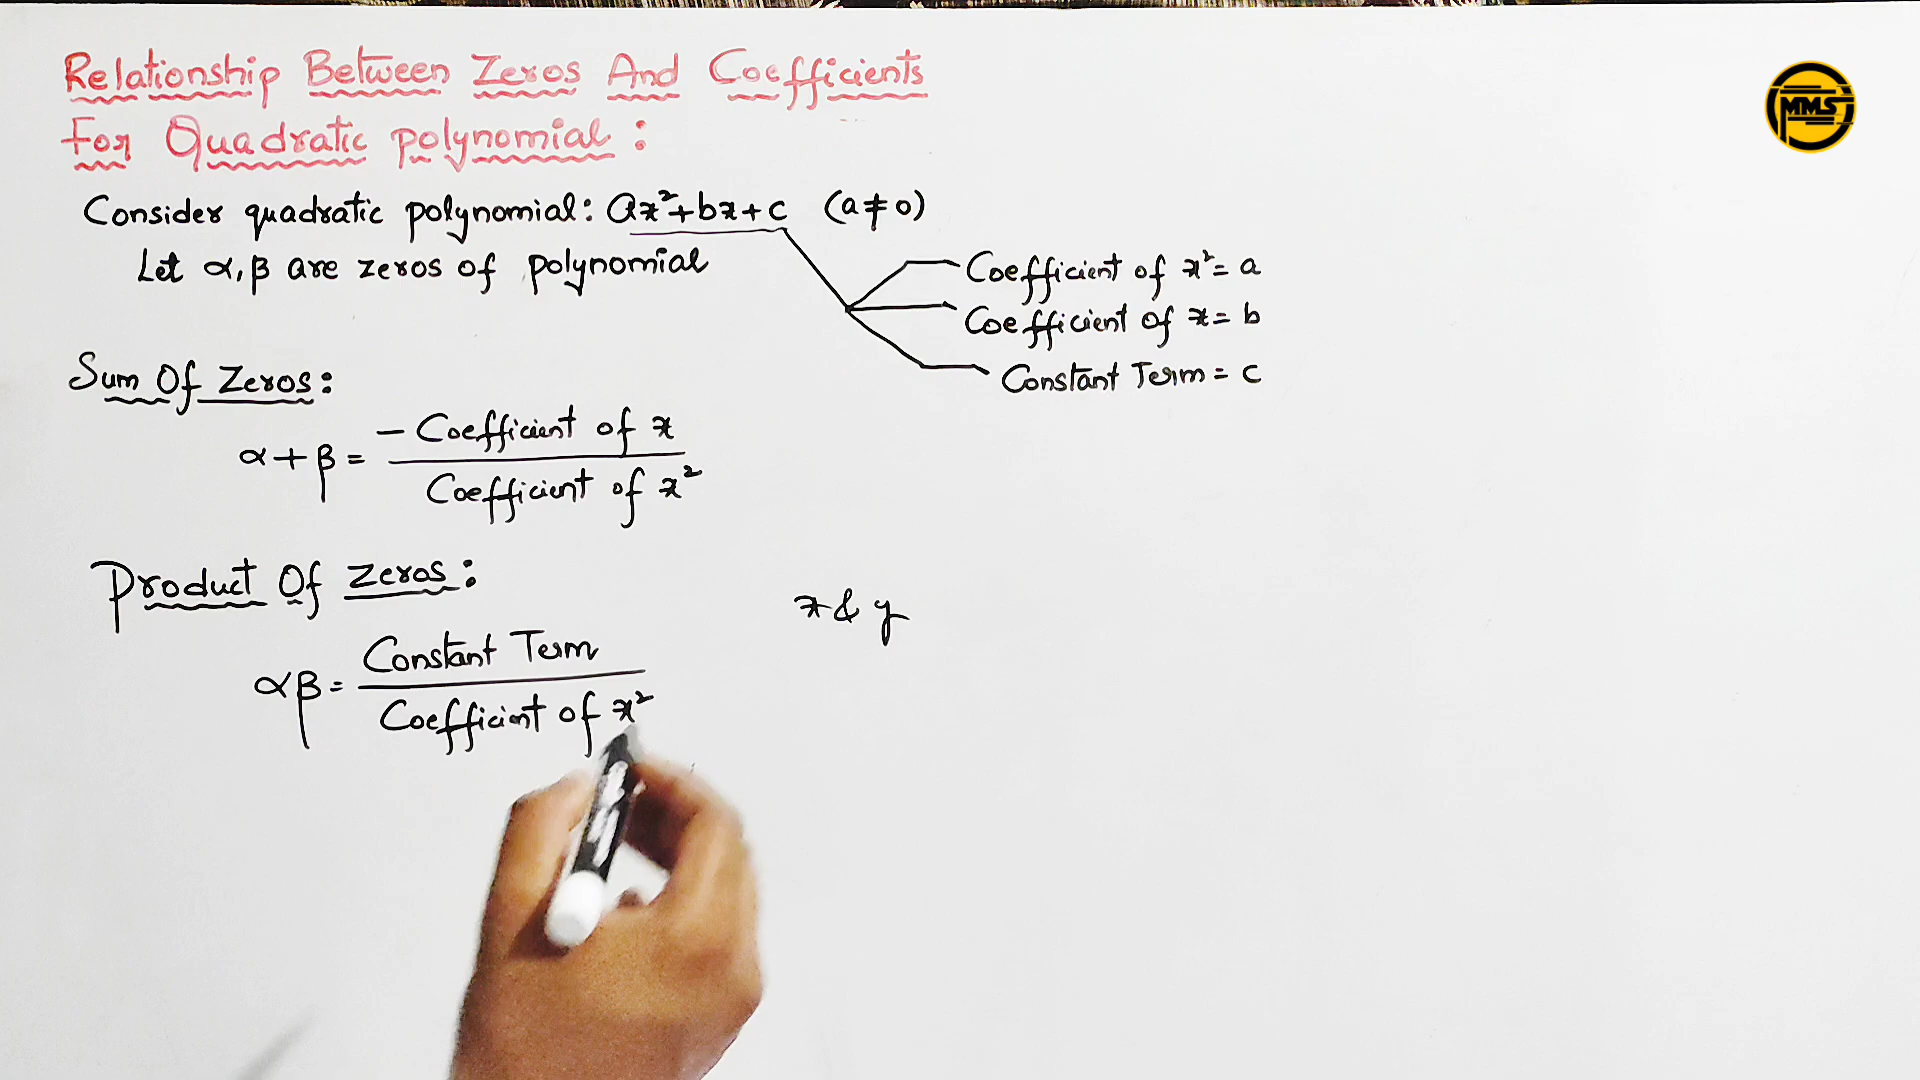 Relationship Between Zeros And Coefficients
For Quadratic polynomial :
Consider quadratic polynomial: ax²+bx+c (a≠0)
Let α,β are zeros of polynomial
Coefficient of x²= a
Coefficient of x= b
Constant Term= c
Sum Of Zeros:
α+β= -Coefficient of x
Coefficient of x²
Product Of Zeros:
x & y
αβ= Constant Term
Coefficient of x²
MMS